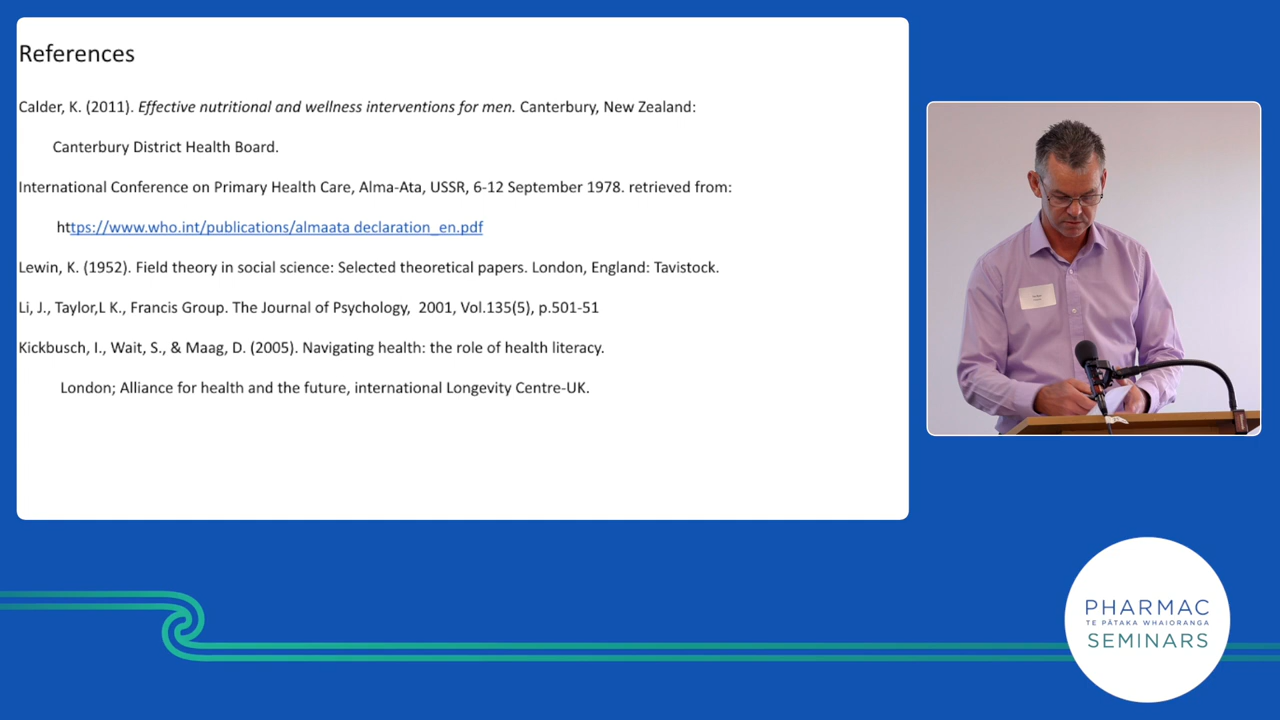 References
Calder, K. (2011). Effective nutritional and wellness interventions for men. Canterbury, New Zealand:
Canterbury District Health Board.
International Conference on Primary Health Care, Alma-Ata, USSR, 6-12 September 1978. retrieved from:
https://www.who.int/publications/almaata declaration_en.pdf
Lewin, K. (1952). Field theory in social science: Selected theoretical papers. London, England: Tavistock.
Li, J., Taylor,L K., Francis Group. The Journal of Psychology, 2001, Vol.135(5), p.501-51
Kickbusch, I., Wait, S., & Maag, D. (2005). Navigating health: the role of health literacy.
London; Alliance for health and the future, international Longevity Centre-UK.
PHARMAC
TE PĀTAKA WHAIORANGA
SEMINARS